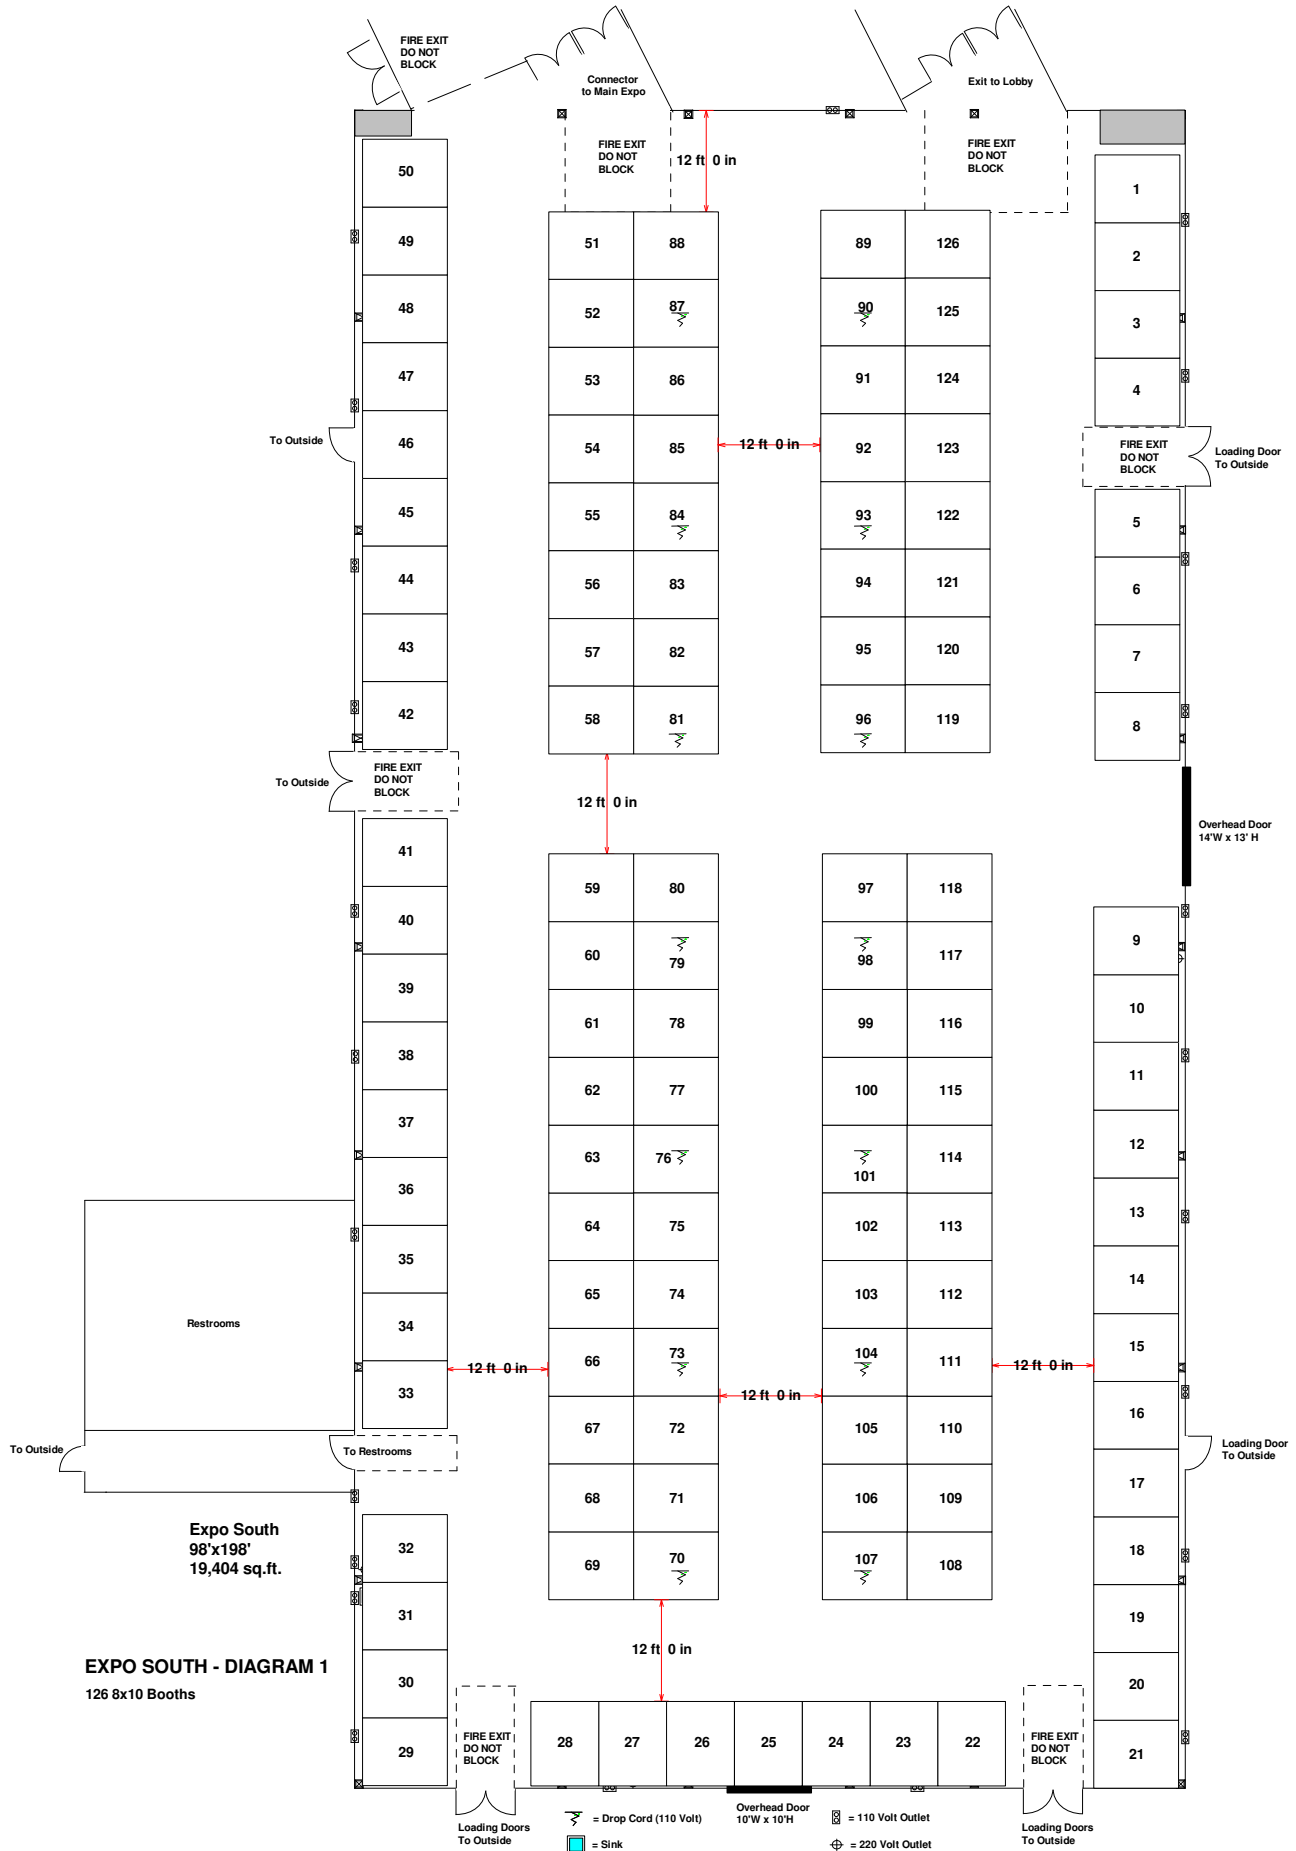 FIRE EXIT
DO NOT
BLOCK
Connector
to Main Expo
Exit to Lobby
FIRE EXIT
DO NOT
BLOCK
12 ft 0 in
FIRE EXIT
DO NOT
BLOCK
50
1
49
51
88
89
126
2
48
52
87
90
125
3
47
53
86
91
124
4
To Outside
46
54
85
12 ft 0 in
92
123
FIRE EXIT
DO NOT
BLOCK
Loading Door
To Outside
45
55
84
93
122
5
44
56
83
94
121
6
43
57
82
95
120
7
42
58
81
96
119
8
To Outside
FIRE EXIT
DO NOT
BLOCK
12 ft 0 in
Overhead Door
14'W x 13' H
41
59
80
97
118
40
60
79
98
117
9
39
61
78
99
116
10
38
62
77
100
115
11
37
63
76
101
114
12
36
64
75
102
113
13
35
65
74
103
112
14
Restrooms
34
66
73
104
111
15
12 ft 0 in
12 ft 0 in
33
12 ft 0 in
16
67
72
105
110
To Outside
To Restrooms
Loading Door
To Outside
17
68
71
106
109
Expo South
98'x198'
19,404 sq.ft.
32
69
70
107
108
18
31
19
12 ft 0 in
EXPO SOUTH - DIAGRAM 1
126 8x10 Booths
30
20
29
FIRE EXIT
DO NOT
BLOCK
28
27
26
25
24
23
22
FIRE EXIT
DO NOT
BLOCK
21
Loading Doors
To Outside
= Drop Cord (110 Volt)
= Sink
Overhead Door
10'W x 10'H
= 110 Volt Outlet
= 220 Volt Outlet
Loading Doors
To Outside